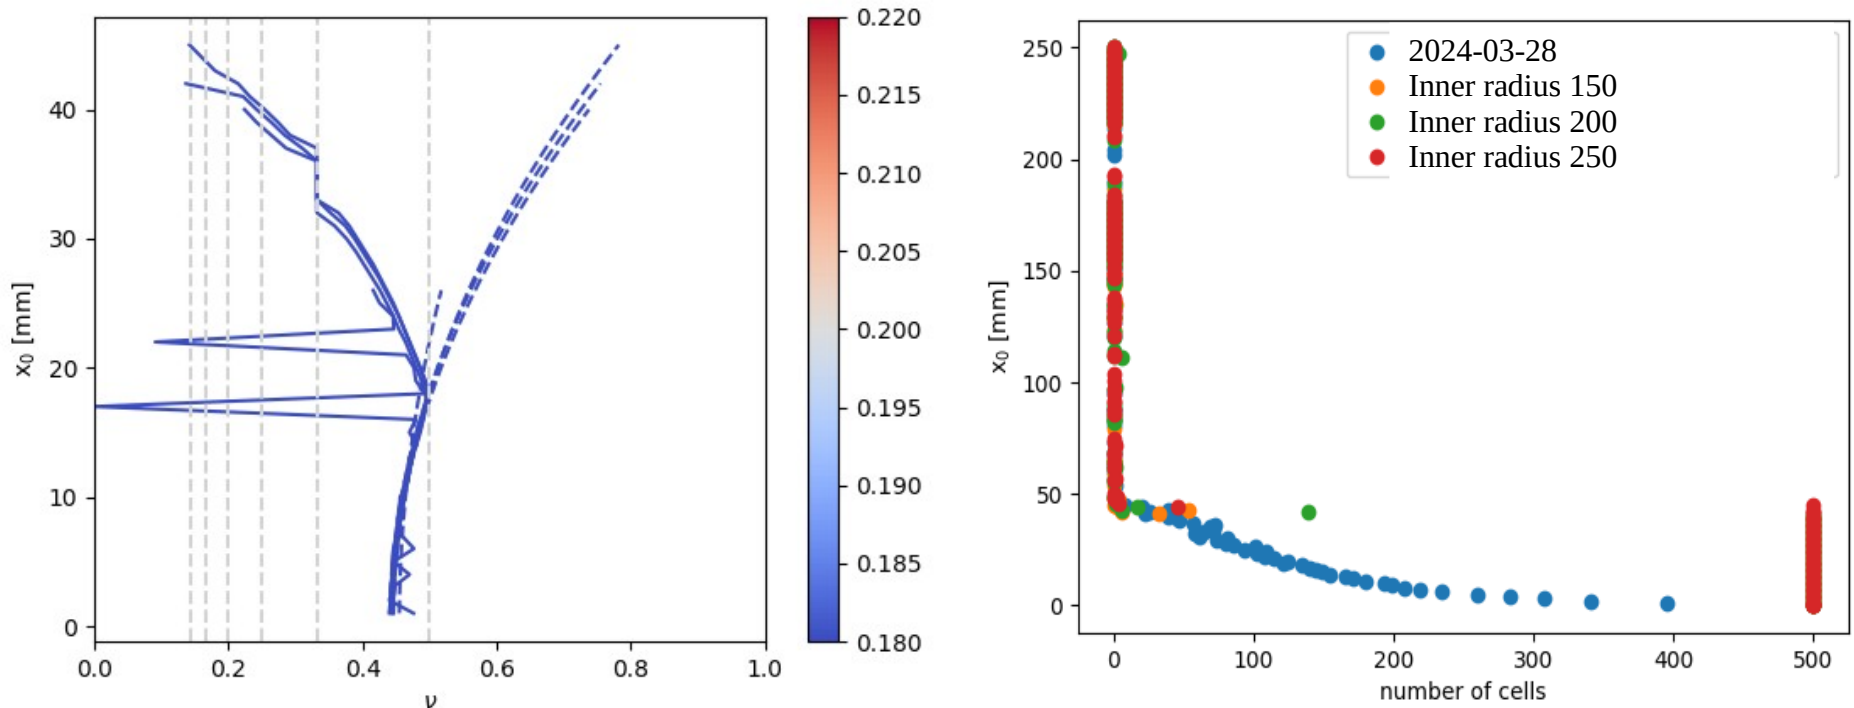 x₀ [mm]
40
30
20
10
0
0.0 0.2 0.4 0.6 0.8 1.0
ν
0.220
0.215
0.210
0.205
0.200
0.195
0.190
0.185
0.180
x₀ [mm]
250
200
150
100
50
0
2024-03-28
Inner radius 150
Inner radius 200
Inner radius 250
0 100 200 300 400 500
number of cells